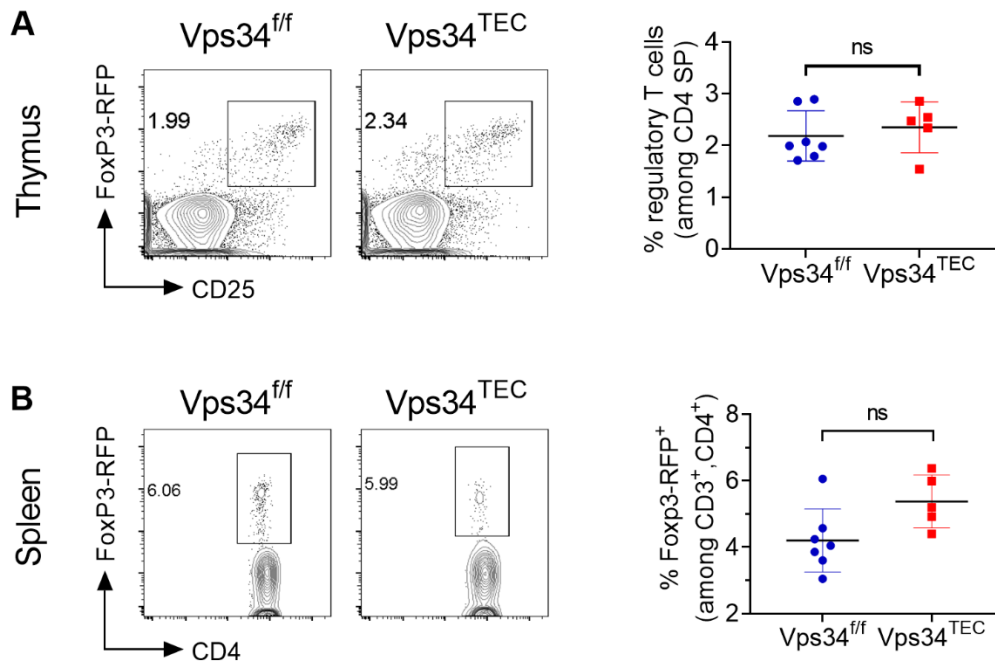 A
Vps34f/f
Vps34TEC
Thymus
FoxP3-RFP
1.99
2.34
CD25
% regulatory T cells
(among CD4 SP)
4
3
2
1
0
ns
Vps34f/f
Vps34TEC
B
Vps34f/f
Vps34TEC
Spleen
FoxP3-RFP
6.06
5.99
CD4
% Foxp3-RFP+
(among CD3+, CD4+)
8
6
4
2
ns
Vps34f/f
Vps34TEC